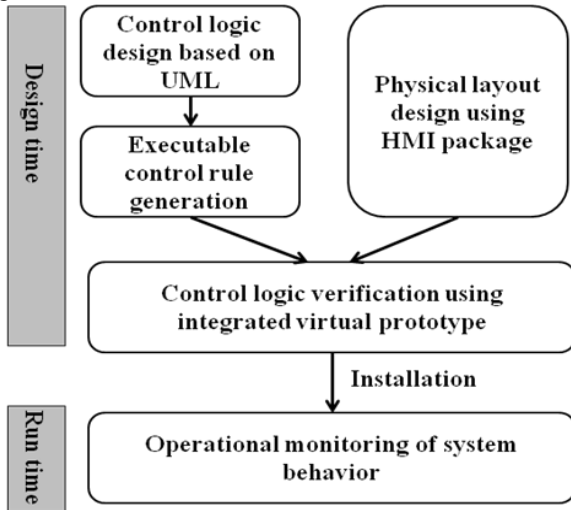 Design time
Control logic
design based on
UML
Physical layout
design using
HMI package
Executable
control rule
generation
Control logic verification using
integrated virtual prototype
Installation
Run time
Operational monitoring of system
behavior